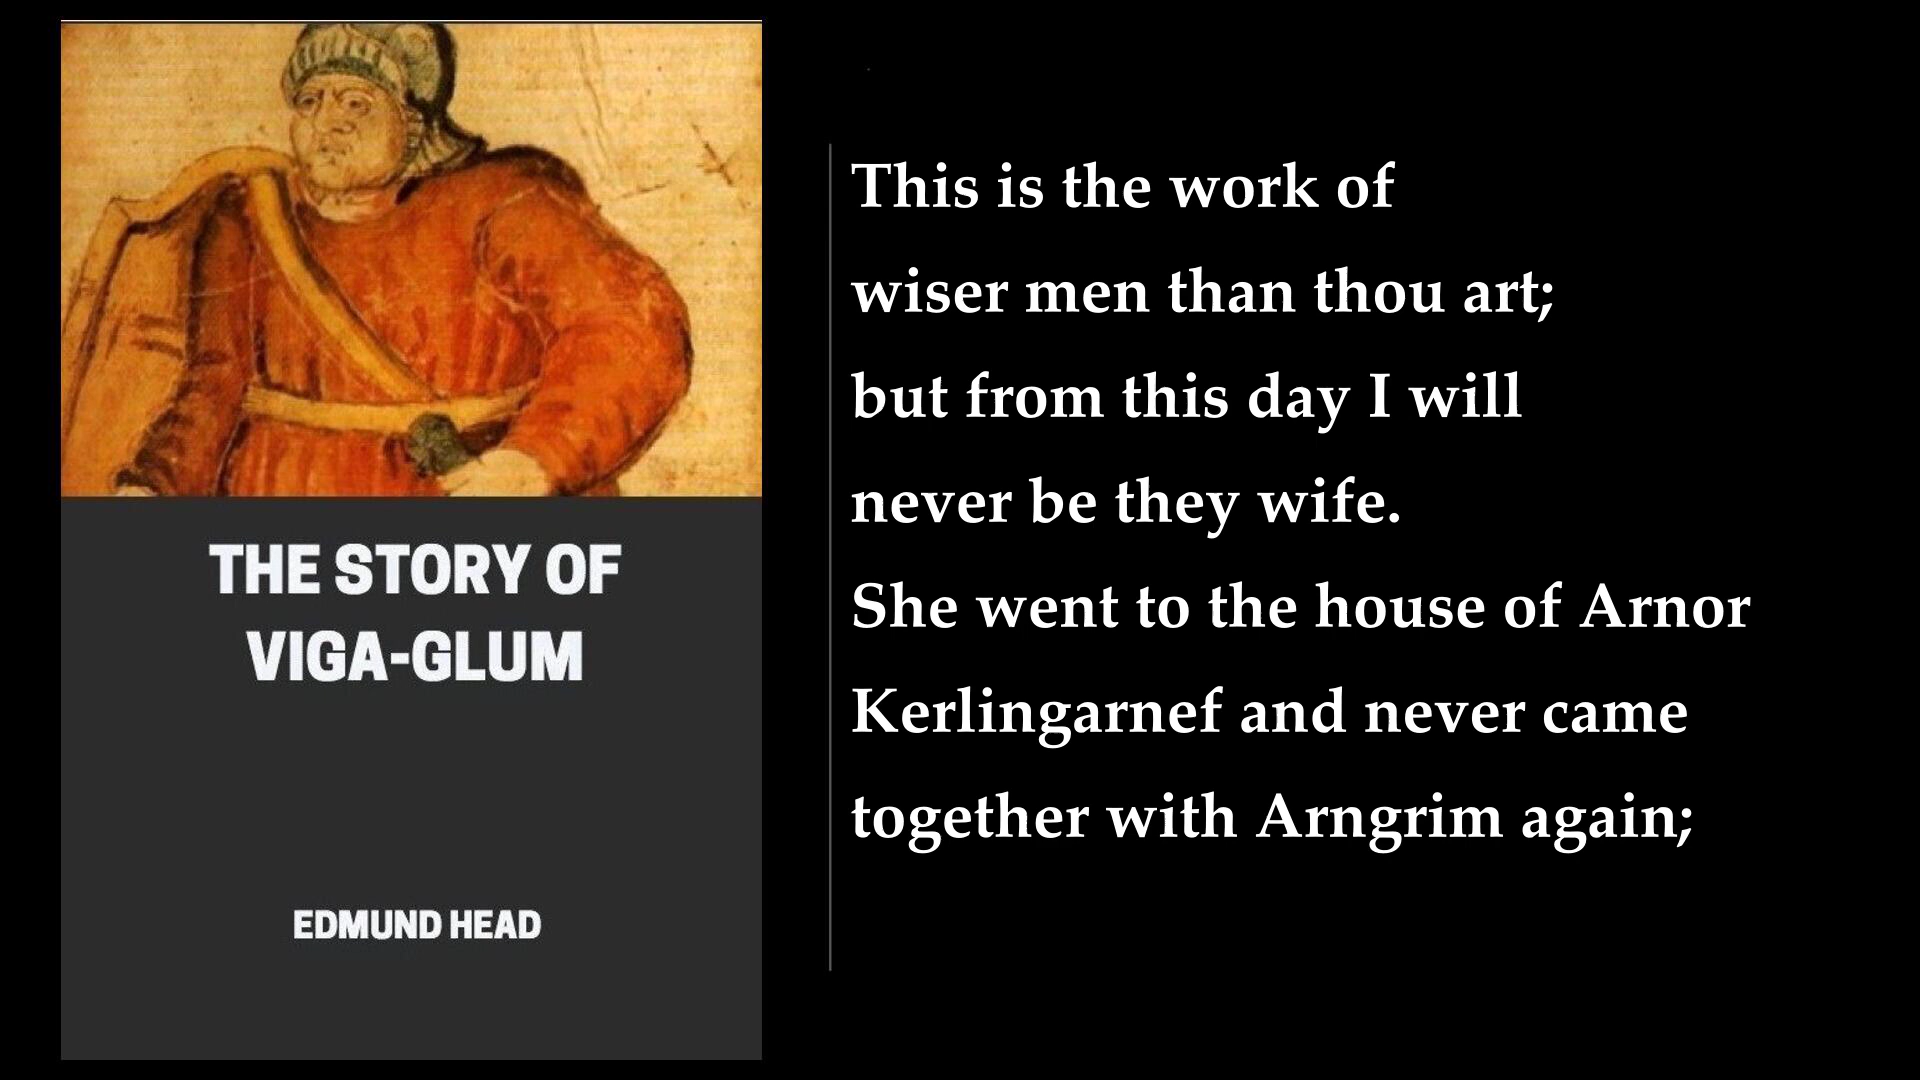 THE STORY OF
VIGA-GLUM
EDMUND HEAD
This is the work of
wiser men than thou art;
but from this day I will
never be they wife.
She went to the house of Arnor
Kerlingarnef and never came
together with Arngrim again;